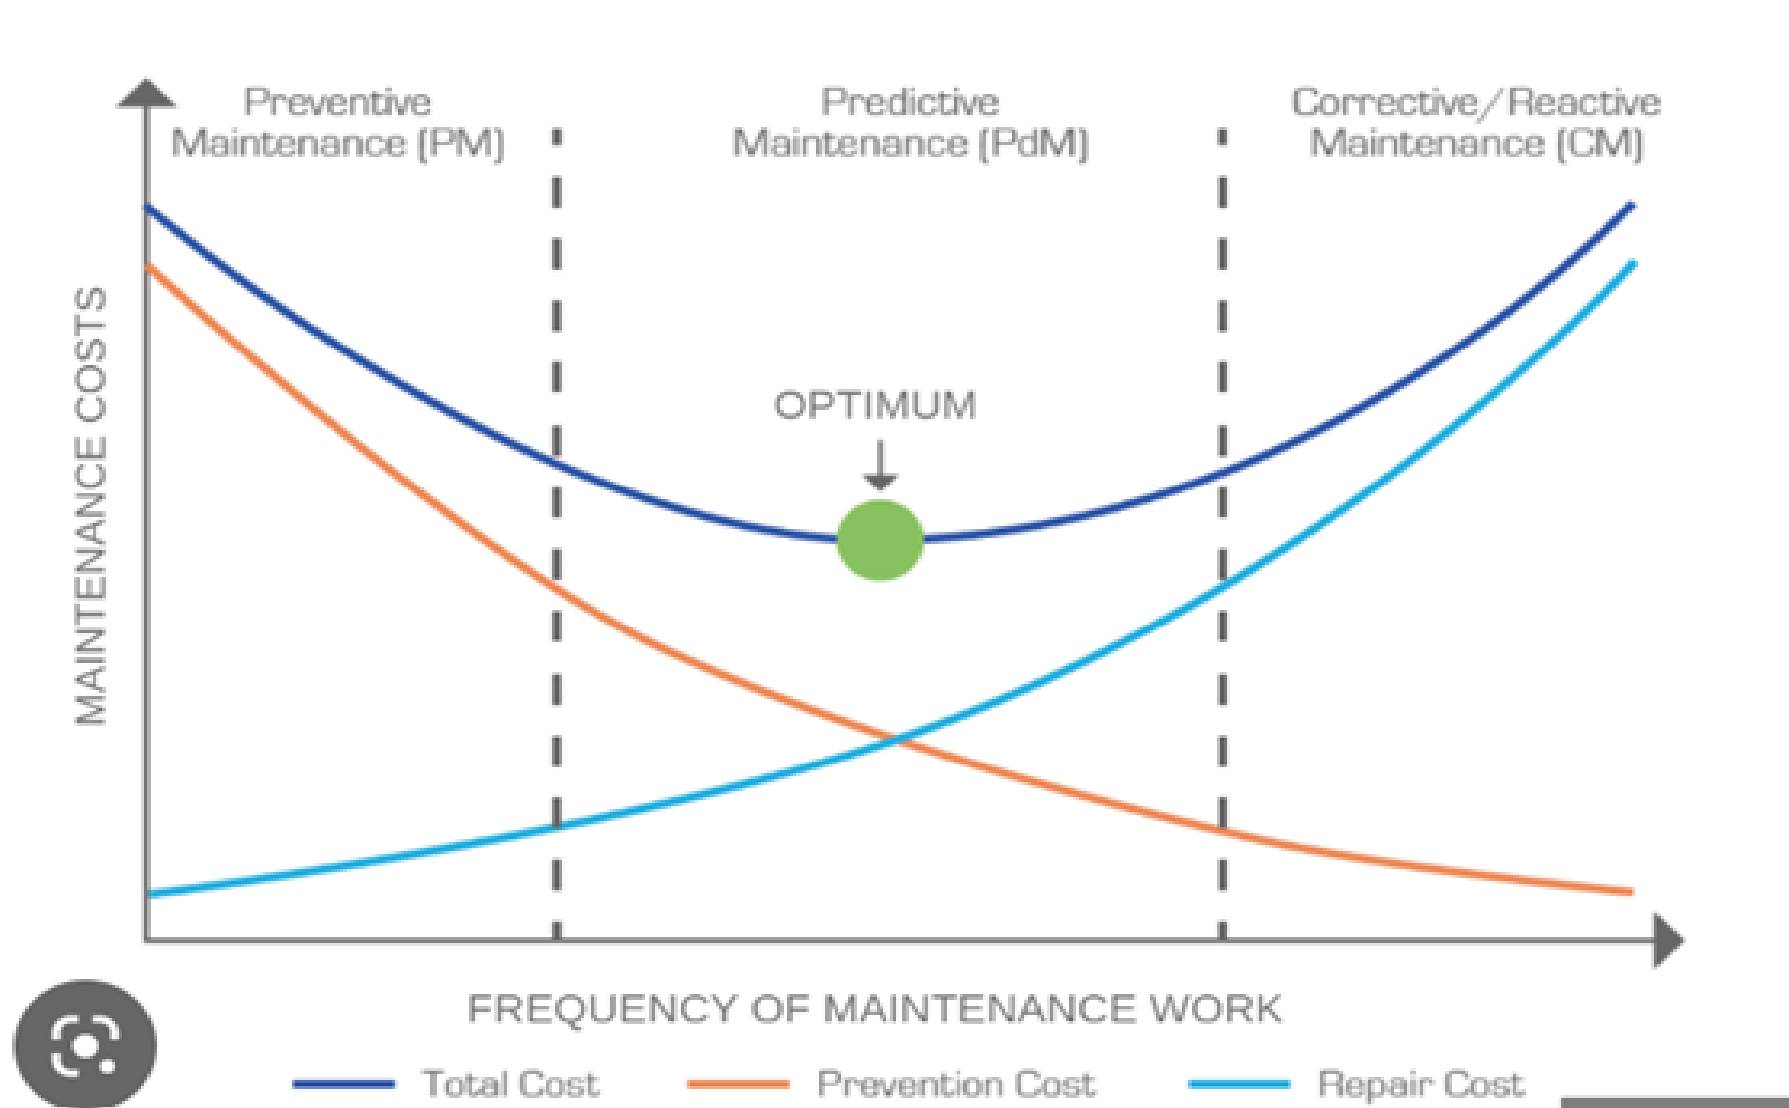 Preventive
Maintenance (PM)
Predictive
Maintenance (PdM)
Corrective/Reactive
Maintenance (CM)
MAINTENANCE COSTS
OPTIMUM
FREQUENCY OF MAINTENANCE WORK
Total Cost
Prevention Cost
Repair Cost